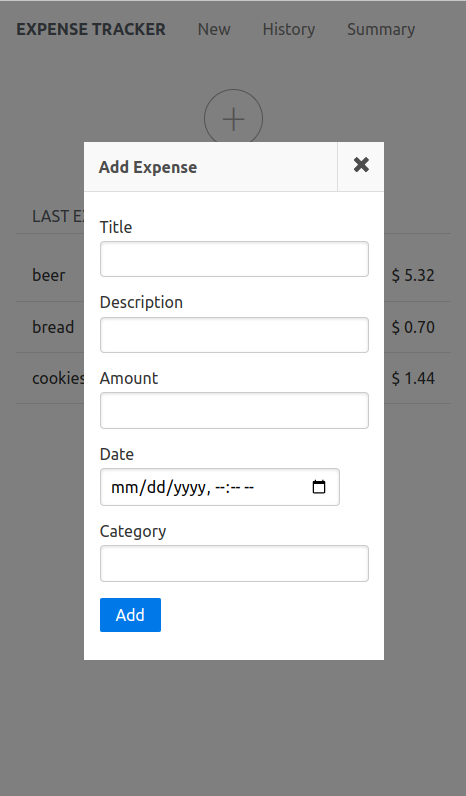 EXPENSE TRACKER New History Summary
Add Expense
LAST
Title
beer $ 5.32
Description
bread $ 0.70
Amount
cookies $ 1.44
Date
mm/dd/yyyy, --:-- --
Category
Add